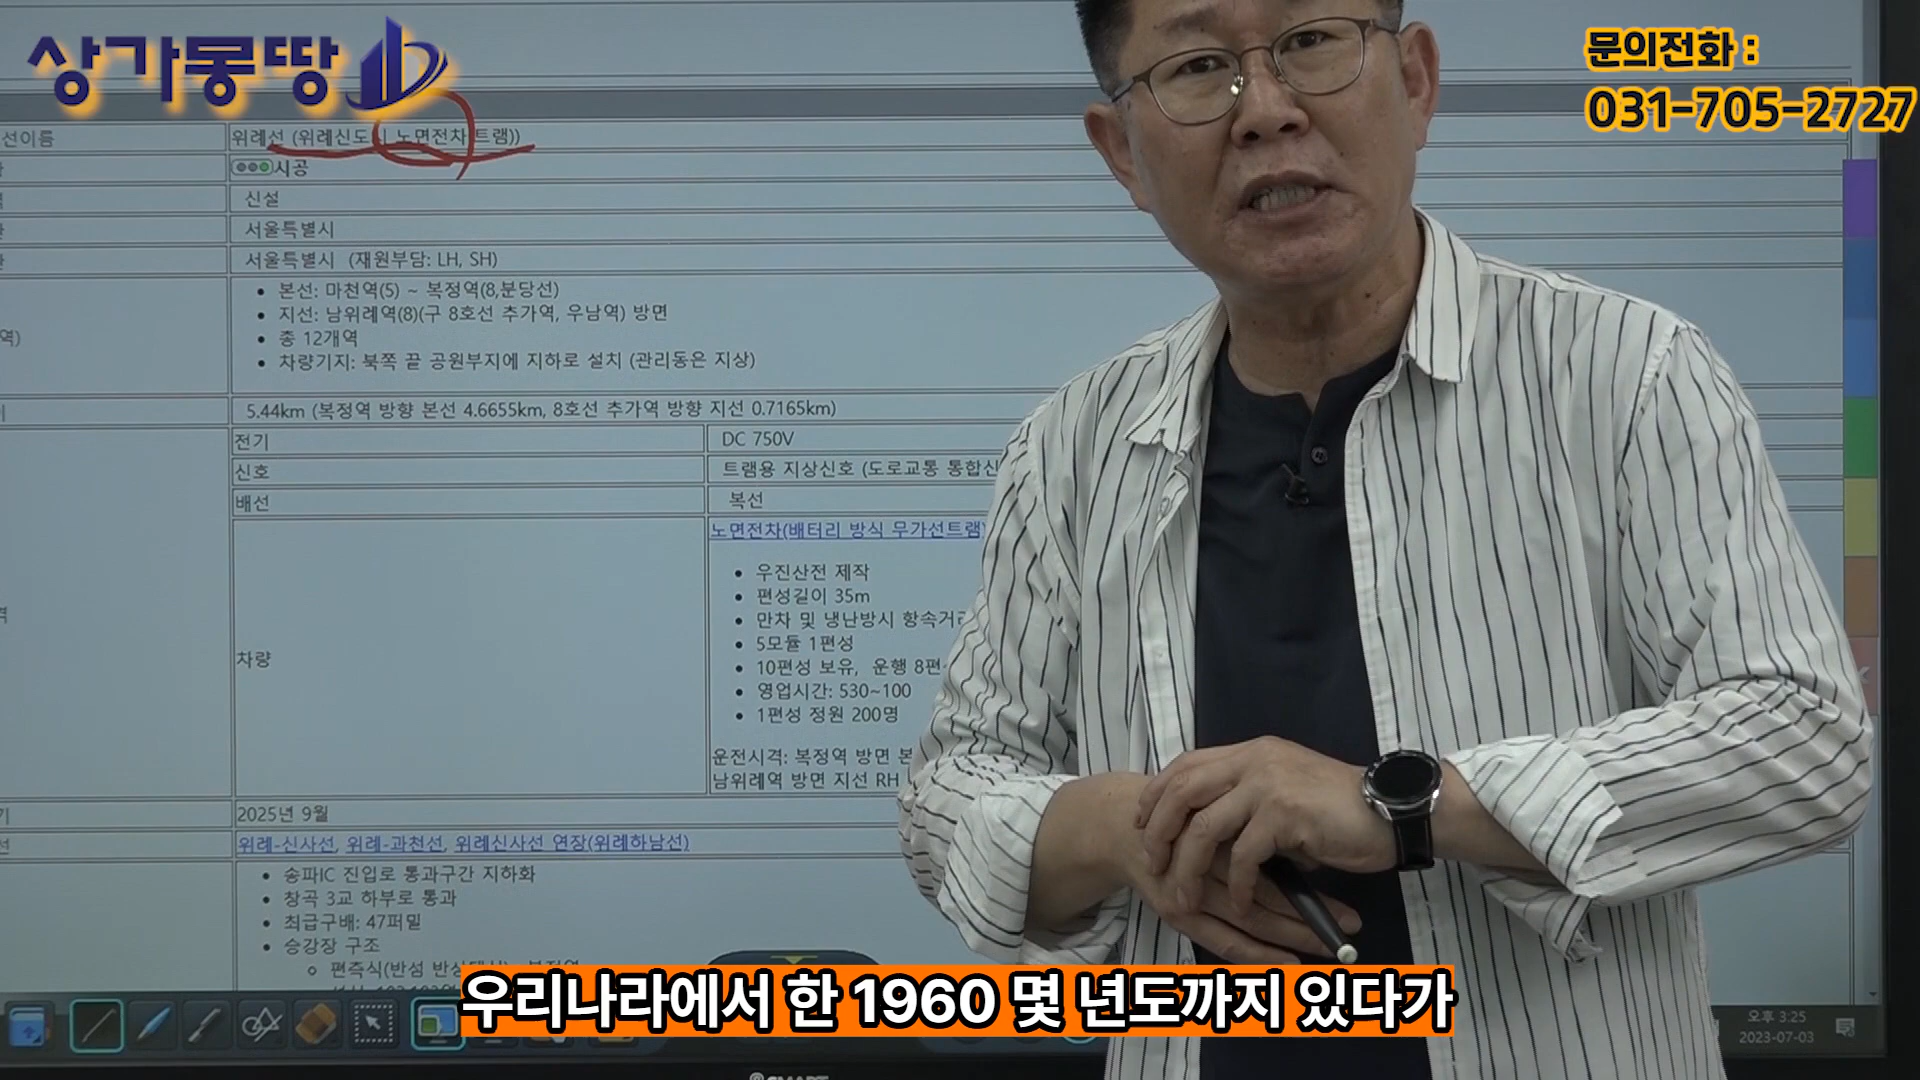 상가몽땅
문의전화 :
031-705-2727
선이름
위례선 (위례신도 노면전차 트램))
시공
신설
서울특별시
서울특별시 (재원부담: LH, SH)
• 본선: 마천역(5) ~ 복정역(8,분당선)
• 지선: 남위례역(8)(구 8호선 추가역, 우남역) 방면
역)
• 총 12개역
• 차량기지: 북쪽 끝 공원부지에 지하로 설치 (관리동은 지상)
5.44km (복정역 방향 본선 4.6655km, 8호선 추가역 방향 지선 0.7165km)
전기
DC 750V
신호
트램용 지상신호 (도로교통 통합신
배선
복선
노면전차(배터리 방식 무가선트램)
• 우진산전 제작
• 편성길이 35m
• 만차 및 냉난방시 항속거리
• 5모듈 1편성
차량
• 10편성 보유, 운행 8편
• 영업시간: 530~100
• 1편성 정원 200명
운전시격: 복정역 방면 본
남위례역 방면 지선 RH
2025년 9월
위례-신사선, 위례-과천선, 위례신사선 연장(위례하남선)
• 송파IC 진입로 통과구간 지하화
• 창곡 3교 하부로 통과
• 최급구배: 47퍼밀
• 승강장 구조
우리나라에서 한 1960 몇 년도까지 있다가
오후 3:25
2023-07-03